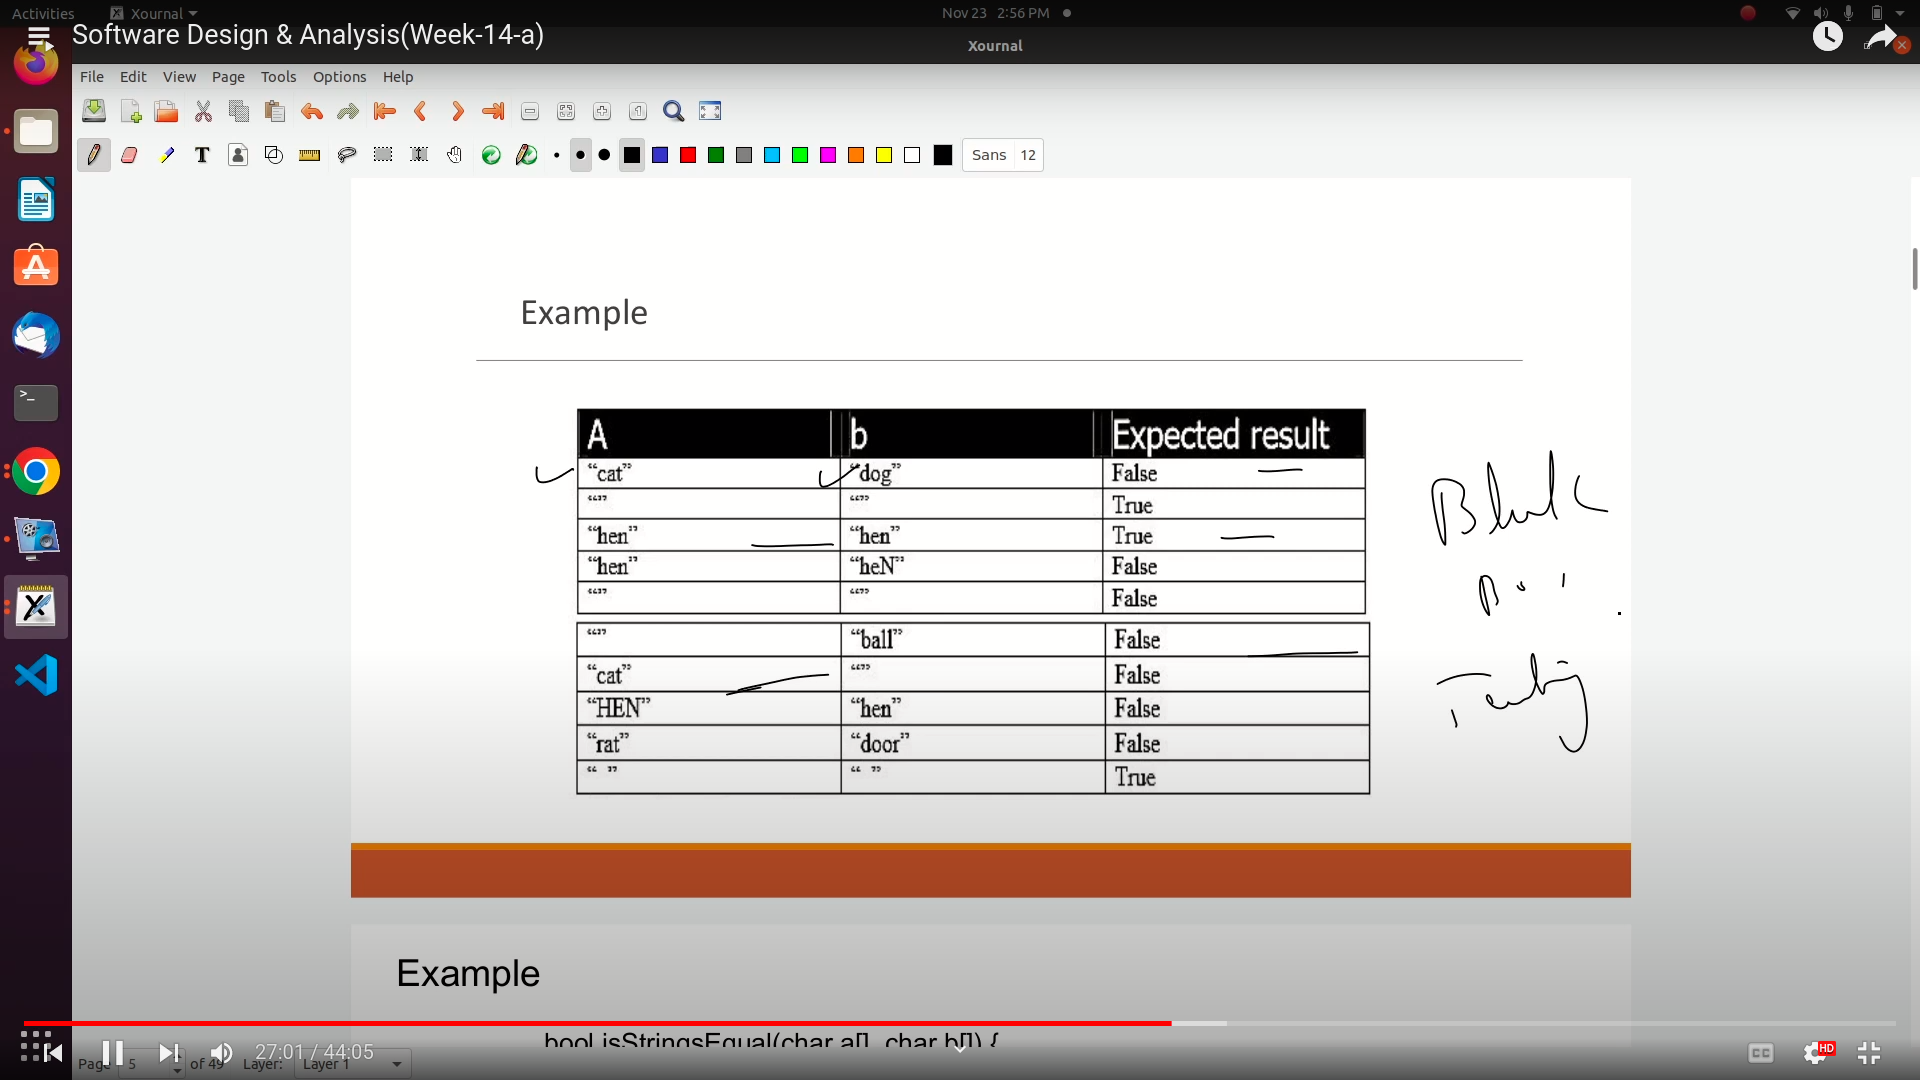 Activities Xournal Nov 23 2:56 PM
Software Design & Analysis(Week-14-a)
Xournal
File Edit View Page Tools Options Help
Sans 12
Example
A b Expected result
“cat” “dog” False
“” “” True
“hen” “hen” True
“hen” “heN” False
“” “” False
“” “ball” False
“cat” “” False
“HEN” “hen” False
“rat” “door” False
“ ” “ ” True
Testing
Example
bool isStringsEqual(char a[], char b[]) {
27:01 / 44:05
CC HD
Page 5 of 49 Layer: Layer 1